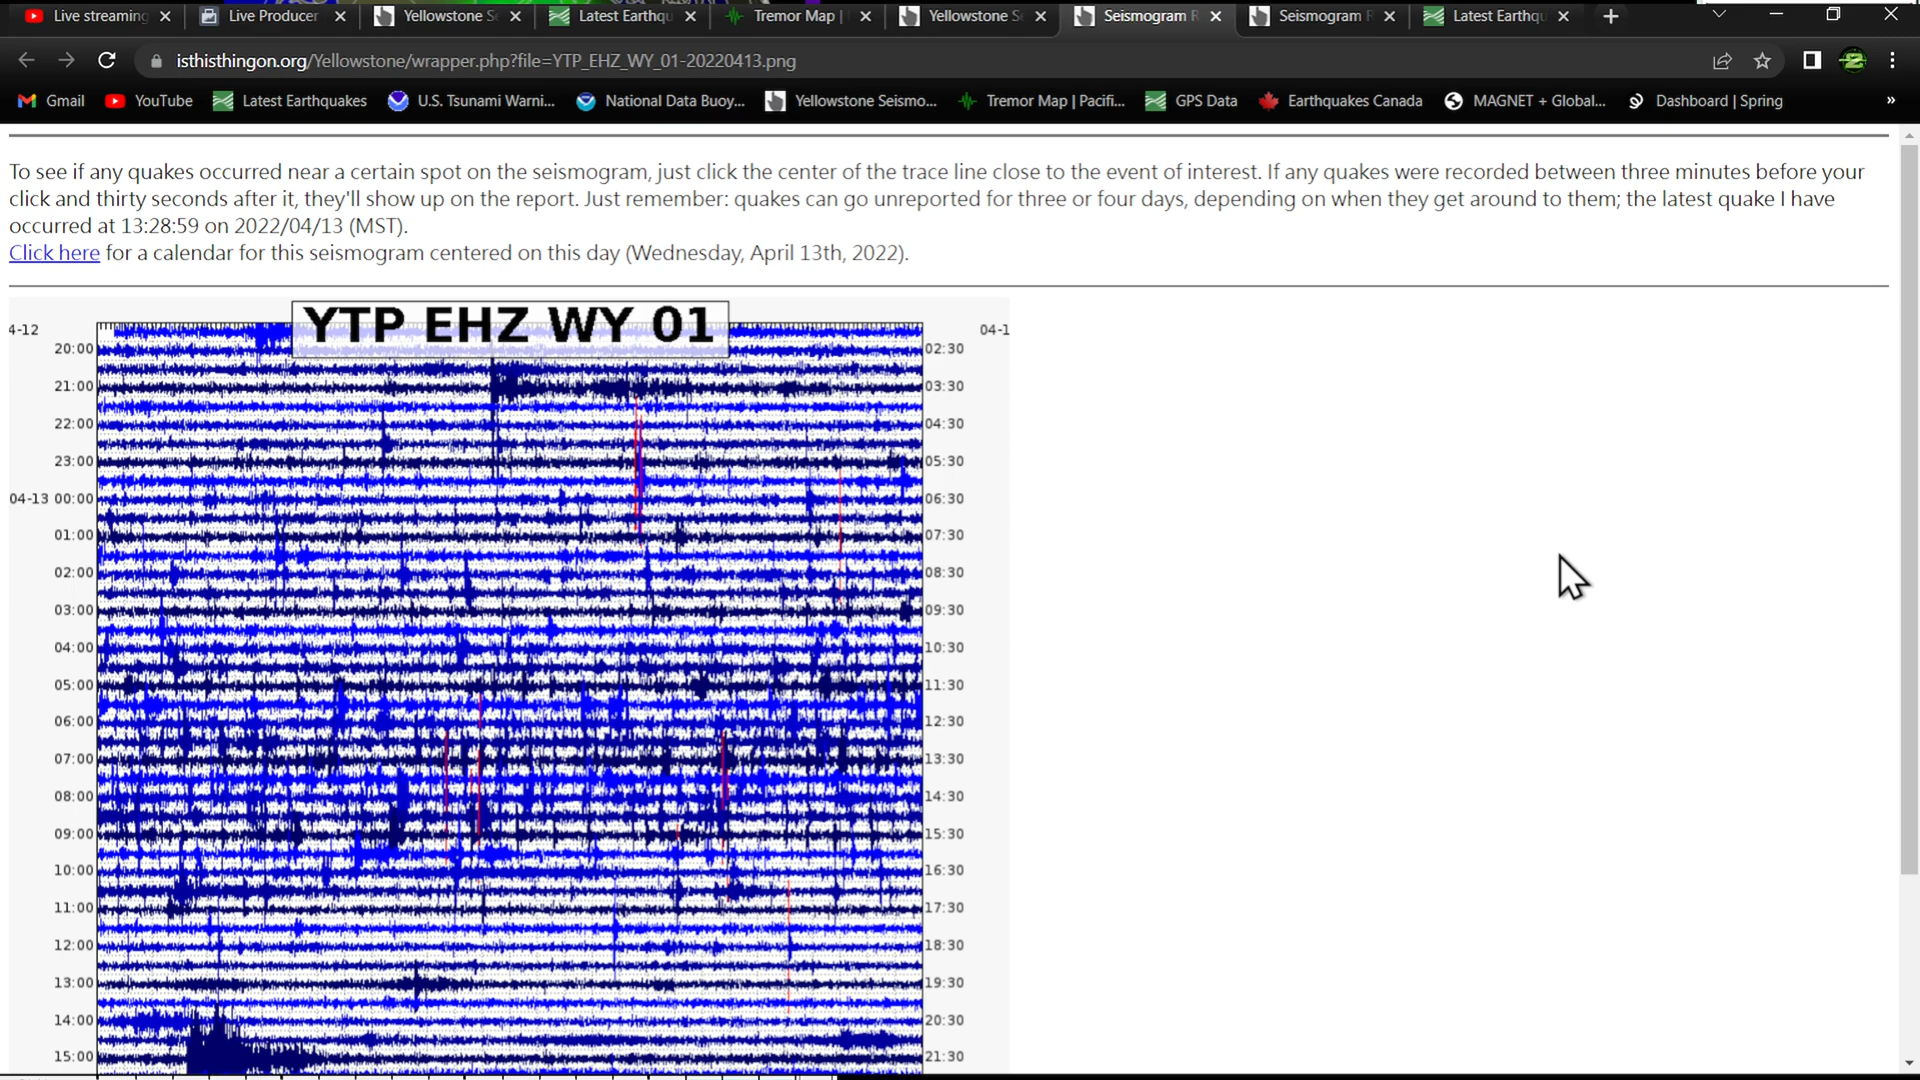 Live streaming
Live Producer
Yellowstone Se
Latest Earthqu
Tremor Map |
Yellowstone Se
Seismogram R
Seismogram R
Latest Earthqu
isthisthingon.org/Yellowstone/wrapper.php?file=YTP_EHZ_WY_01-20220413.png
Gmail
YouTube
Latest Earthquakes
U.S. Tsunami Warni...
National Data Buoy...
Yellowstone Seismo...
Tremor Map | Pacifi...
GPS Data
Earthquakes Canada
MAGNET + Global...
Dashboard | Spring
»
To see if any quakes occurred near a certain spot on the seismogram, just click the center of the trace line close to the event of interest. If any quakes were recorded between three minutes before your
click and thirty seconds after it, they'll show up on the report. Just remember: quakes can go unreported for three or four days, depending on when they get around to them; the latest quake I have
occurred at 13:28:59 on 2022/04/13 (MST).
Click here for a calendar for this seismogram centered on this day (Wednesday, April 13th, 2022).
YTP EHZ WY 01
4-12 04-1
20:00 02:30
21:00 03:30
22:00 04:30
23:00 05:30
04-13 00:00 06:30
01:00 07:30
02:00 08:30
03:00 09:30
04:00 10:30
05:00 11:30
06:00 12:30
07:00 13:30
08:00 14:30
09:00 15:30
10:00 16:30
11:00 17:30
12:00 18:30
13:00 19:30
14:00 20:30
15:00 21:30